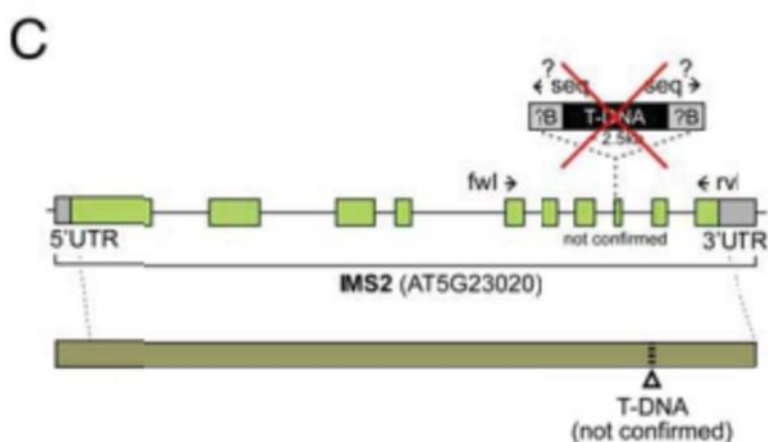 C
? ?
← seq seq →
?B T-DNA ?B
2.5k
fwl → ← rvl
not confirmed
5'UTR 3'UTR
IMS2 (AT5G23020)
T-DNA
(not confirmed)